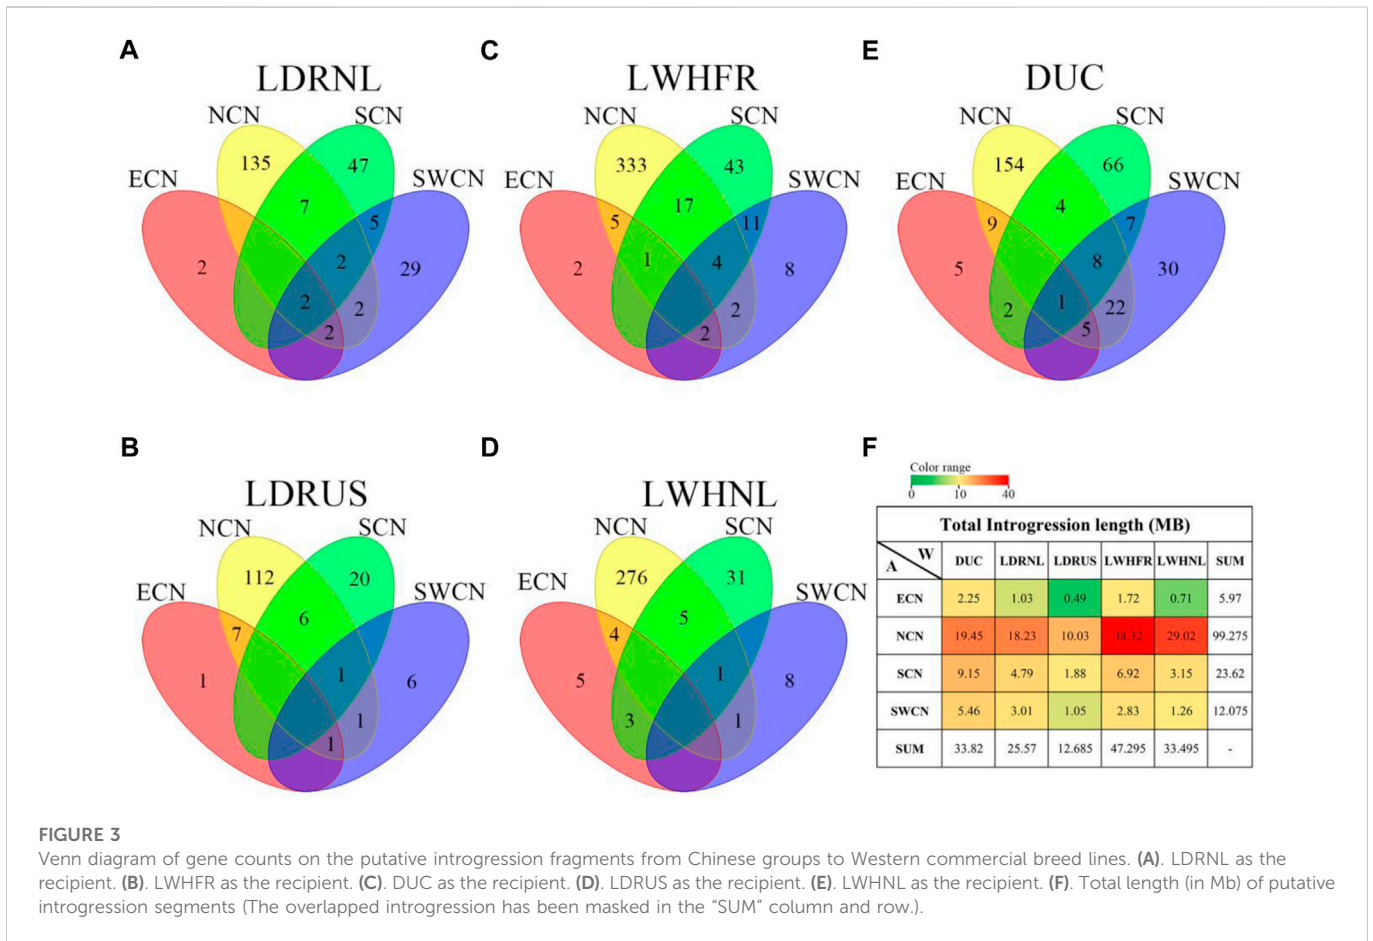 A
LDRNL
NCN
SCN
ECN
SWCN
135
47
2
7
5
29
2
2
2
2
C
LWHFR
NCN
SCN
ECN
SWCN
333
43
5
17
11
2
1
4
8
2
2
E
DUC
NCN
SCN
ECN
SWCN
154
66
9
4
7
5
8
30
2
1
22
5
B
LDRUS
NCN
SCN
ECN
SWCN
112
20
7
6
1
1
6
1
1
D
LWHNL
NCN
SCN
ECN
SWCN
276
31
4
5
5
1
8
3
1
F
Color range
0 10 40
Total Introgression length (MB)
A W DUC LDRNL LDRUS LWHFR LWHNL SUM
ECN 2.25 1.03 0.49 1.72 0.71 5.97
NCN 19.45 18.23 10.03 38.32 29.02 99.275
SCN 9.15 4.79 1.88 6.92 3.15 23.62
SWCN 5.46 3.01 1.05 2.83 1.26 12.075
SUM 33.82 25.57 12.685 47.295 33.495 -
FIGURE 3
Venn diagram of gene counts on the putative introgression fragments from Chinese groups to Western commercial breed lines. (A). LDRNL as the
recipient. (B). LWHFR as the recipient. (C). DUC as the recipient. (D). LDRUS as the recipient. (E). LWHNL as the recipient. (F). Total length (in Mb) of putative
introgression segments (The overlapped introgression has been masked in the “SUM” column and row.).